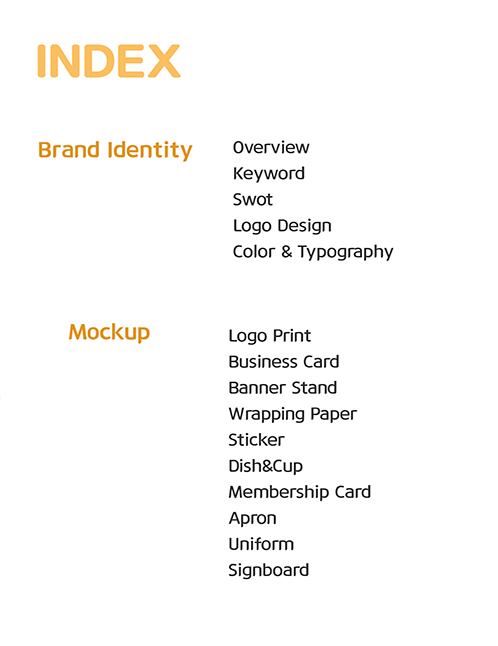 INDEX
Brand Identity
Overview
Keyword
Swot
Logo Design
Color & Typography
Mockup
Logo Print
Business Card
Banner Stand
Wrapping Paper
Sticker
Dish&Cup
Membership Card
Apron
Uniform
Signboard